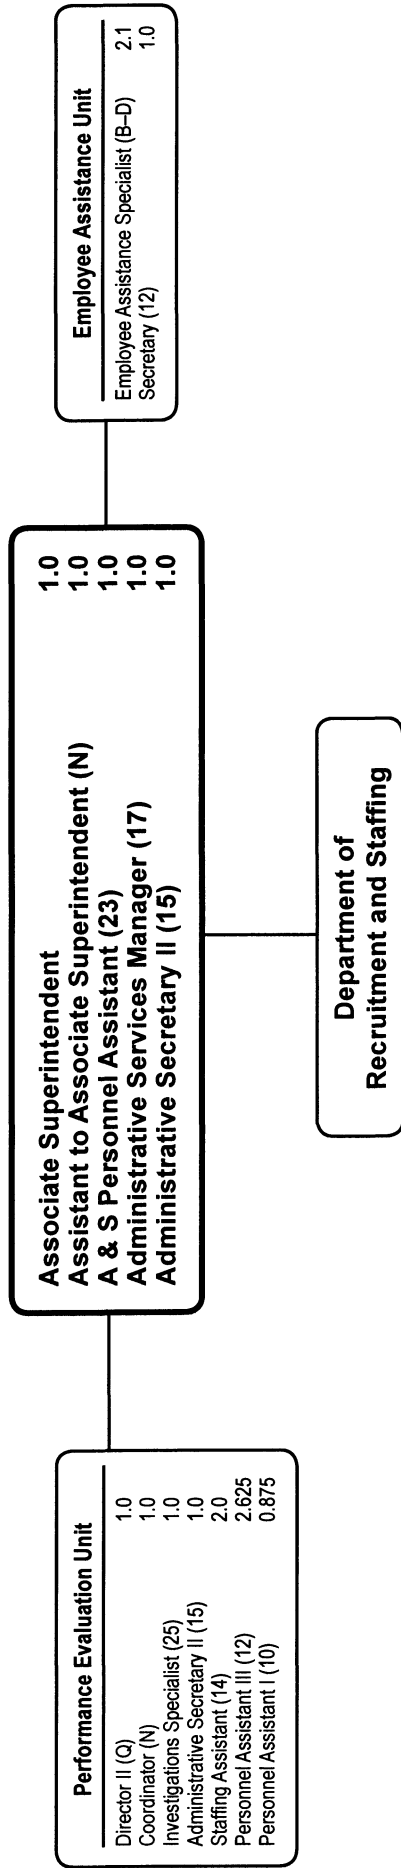 Performance Evaluation Unit
Director II (Q) 1.0
Coordinator (N) 1.0
Investigations Specialist (25) 1.0
Administrative Secretary II (15) 1.0
Staffing Assistant (14) 2.0
Personnel Assistant III (12) 2.625
Personnel Assistant I (10) 0.875
Associate Superintendent 1.0
Assistant to Associate Superintendent (N) 1.0
A & S Personnel Assistant (23) 1.0
Administrative Services Manager (17) 1.0
Administrative Secretary II (15) 1.0
Department of
Recruitment and Staffing
Employee Assistance Unit
Employee Assistance Specialist (B–D) 2.1
Secretary (12) 1.0